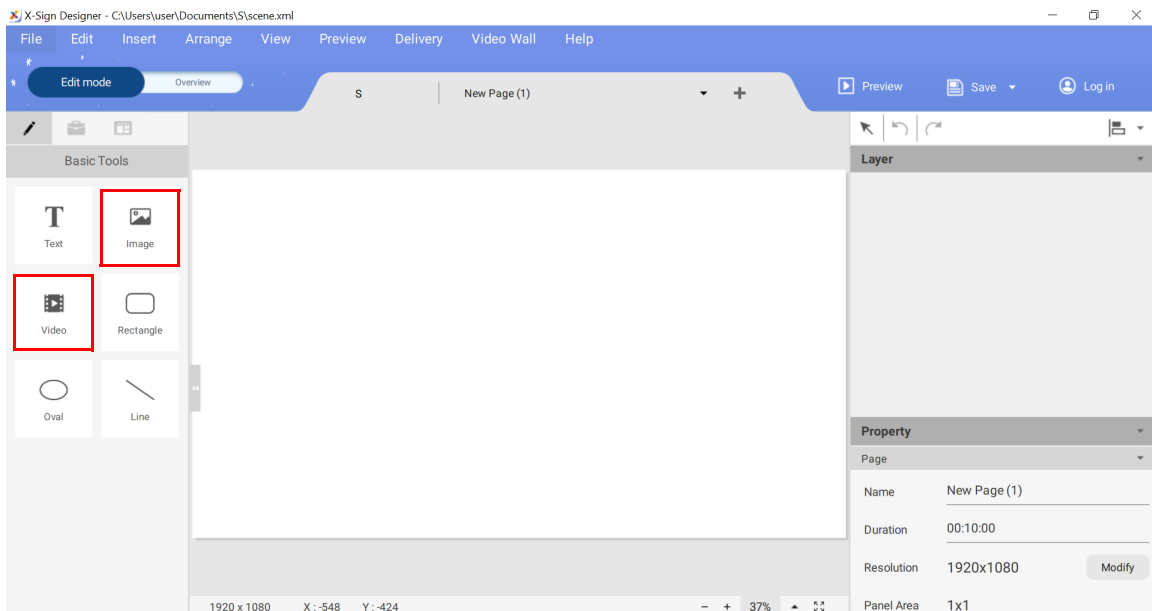 X-Sign Designer - C:\Users\user\Documents\S\scene.xml
File Edit Insert Arrange View Preview Delivery Video Wall Help
Edit mode Overview
S New Page (1)
Preview Save Log in
Basic Tools
Text Image
Video Rectangle
Oval Line
Layer
Property
Page
Name New Page (1)
Duration 00:10:00
Resolution 1920x1080 Modify
Panel Area 1x1
1920 x 1080 X : -548 Y : -424 − + 37%